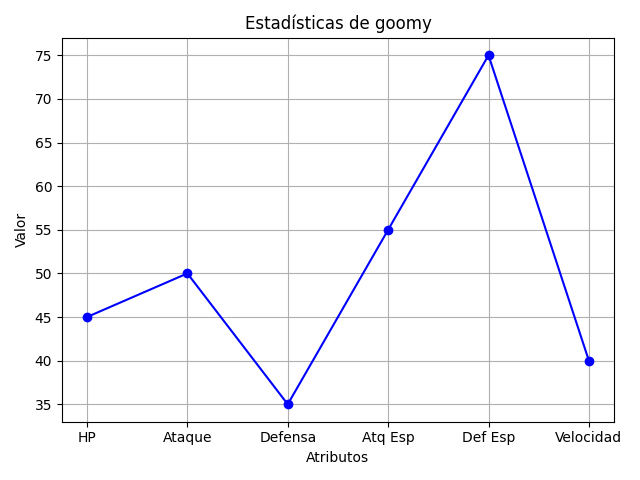 Estadísticas de goomy
Valor
75
70
65
60
55
50
45
40
35
HP Ataque Defensa Atq Esp Def Esp Velocidad
Atributos